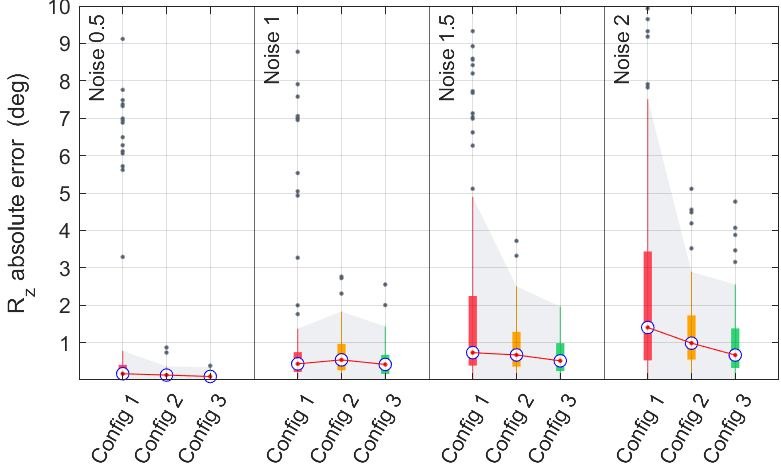 R_z absolute error (deg)
10
9
8
7
6
5
4
3
2
1
Noise 0.5
Noise 1
Noise 1.5
Noise 2
Config 1
Config 2
Config 3
Config 1
Config 2
Config 3
Config 1
Config 2
Config 3
Config 1
Config 2
Config 3